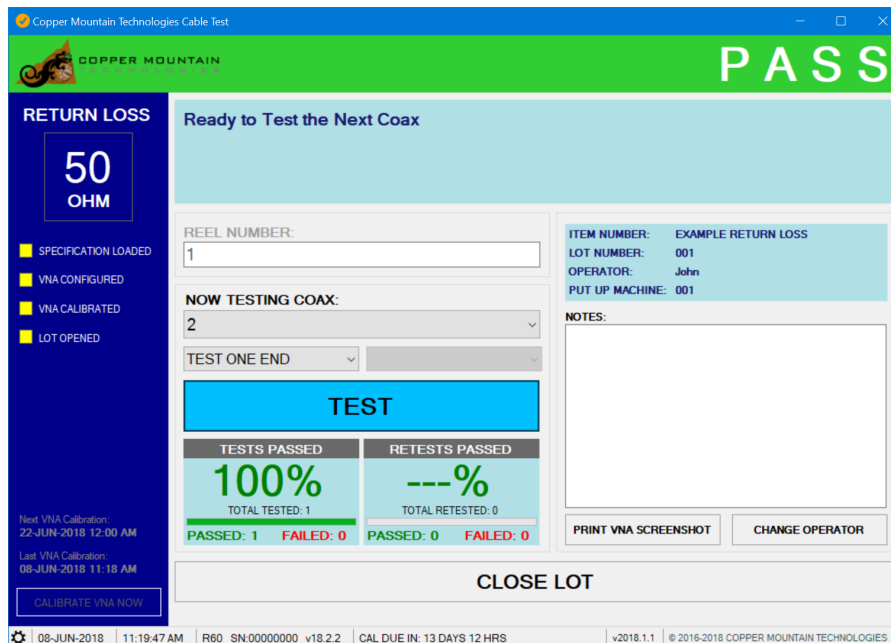 Copper Mountain Technologies Cable Test
COPPER MOUNTAIN
TECHNOLOGIES
PASS
RETURN LOSS
50
OHM
SPECIFICATION LOADED
VNA CONFIGURED
VNA CALIBRATED
LOT OPENED
Next VNA Calibration:
22-JUN-2018 12:00 AM
Last VNA Calibration:
08-JUN-2018 11:18 AM
CALIBRATE VNA NOW
Ready to Test the Next Coax
REEL NUMBER:
1
NOW TESTING COAX:
2
TEST ONE END
TEST
TESTS PASSED
100%
TOTAL TESTED: 1
PASSED: 1 FAILED: 0
RETESTS PASSED
---%
TOTAL RETESTED: 0
PASSED: 0 FAILED: 0
ITEM NUMBER: EXAMPLE RETURN LOSS
LOT NUMBER: 001
OPERATOR: John
PUT UP MACHINE: 001
NOTES:
PRINT VNA SCREENSHOT
CHANGE OPERATOR
CLOSE LOT
08-JUN-2018 11:19:47 AM R60 SN:00000000 v18.2.2 CAL DUE IN: 13 DAYS 12 HRS v2018.1.1 © 2016-2018 COPPER MOUNTAIN TECHNOLOGIES